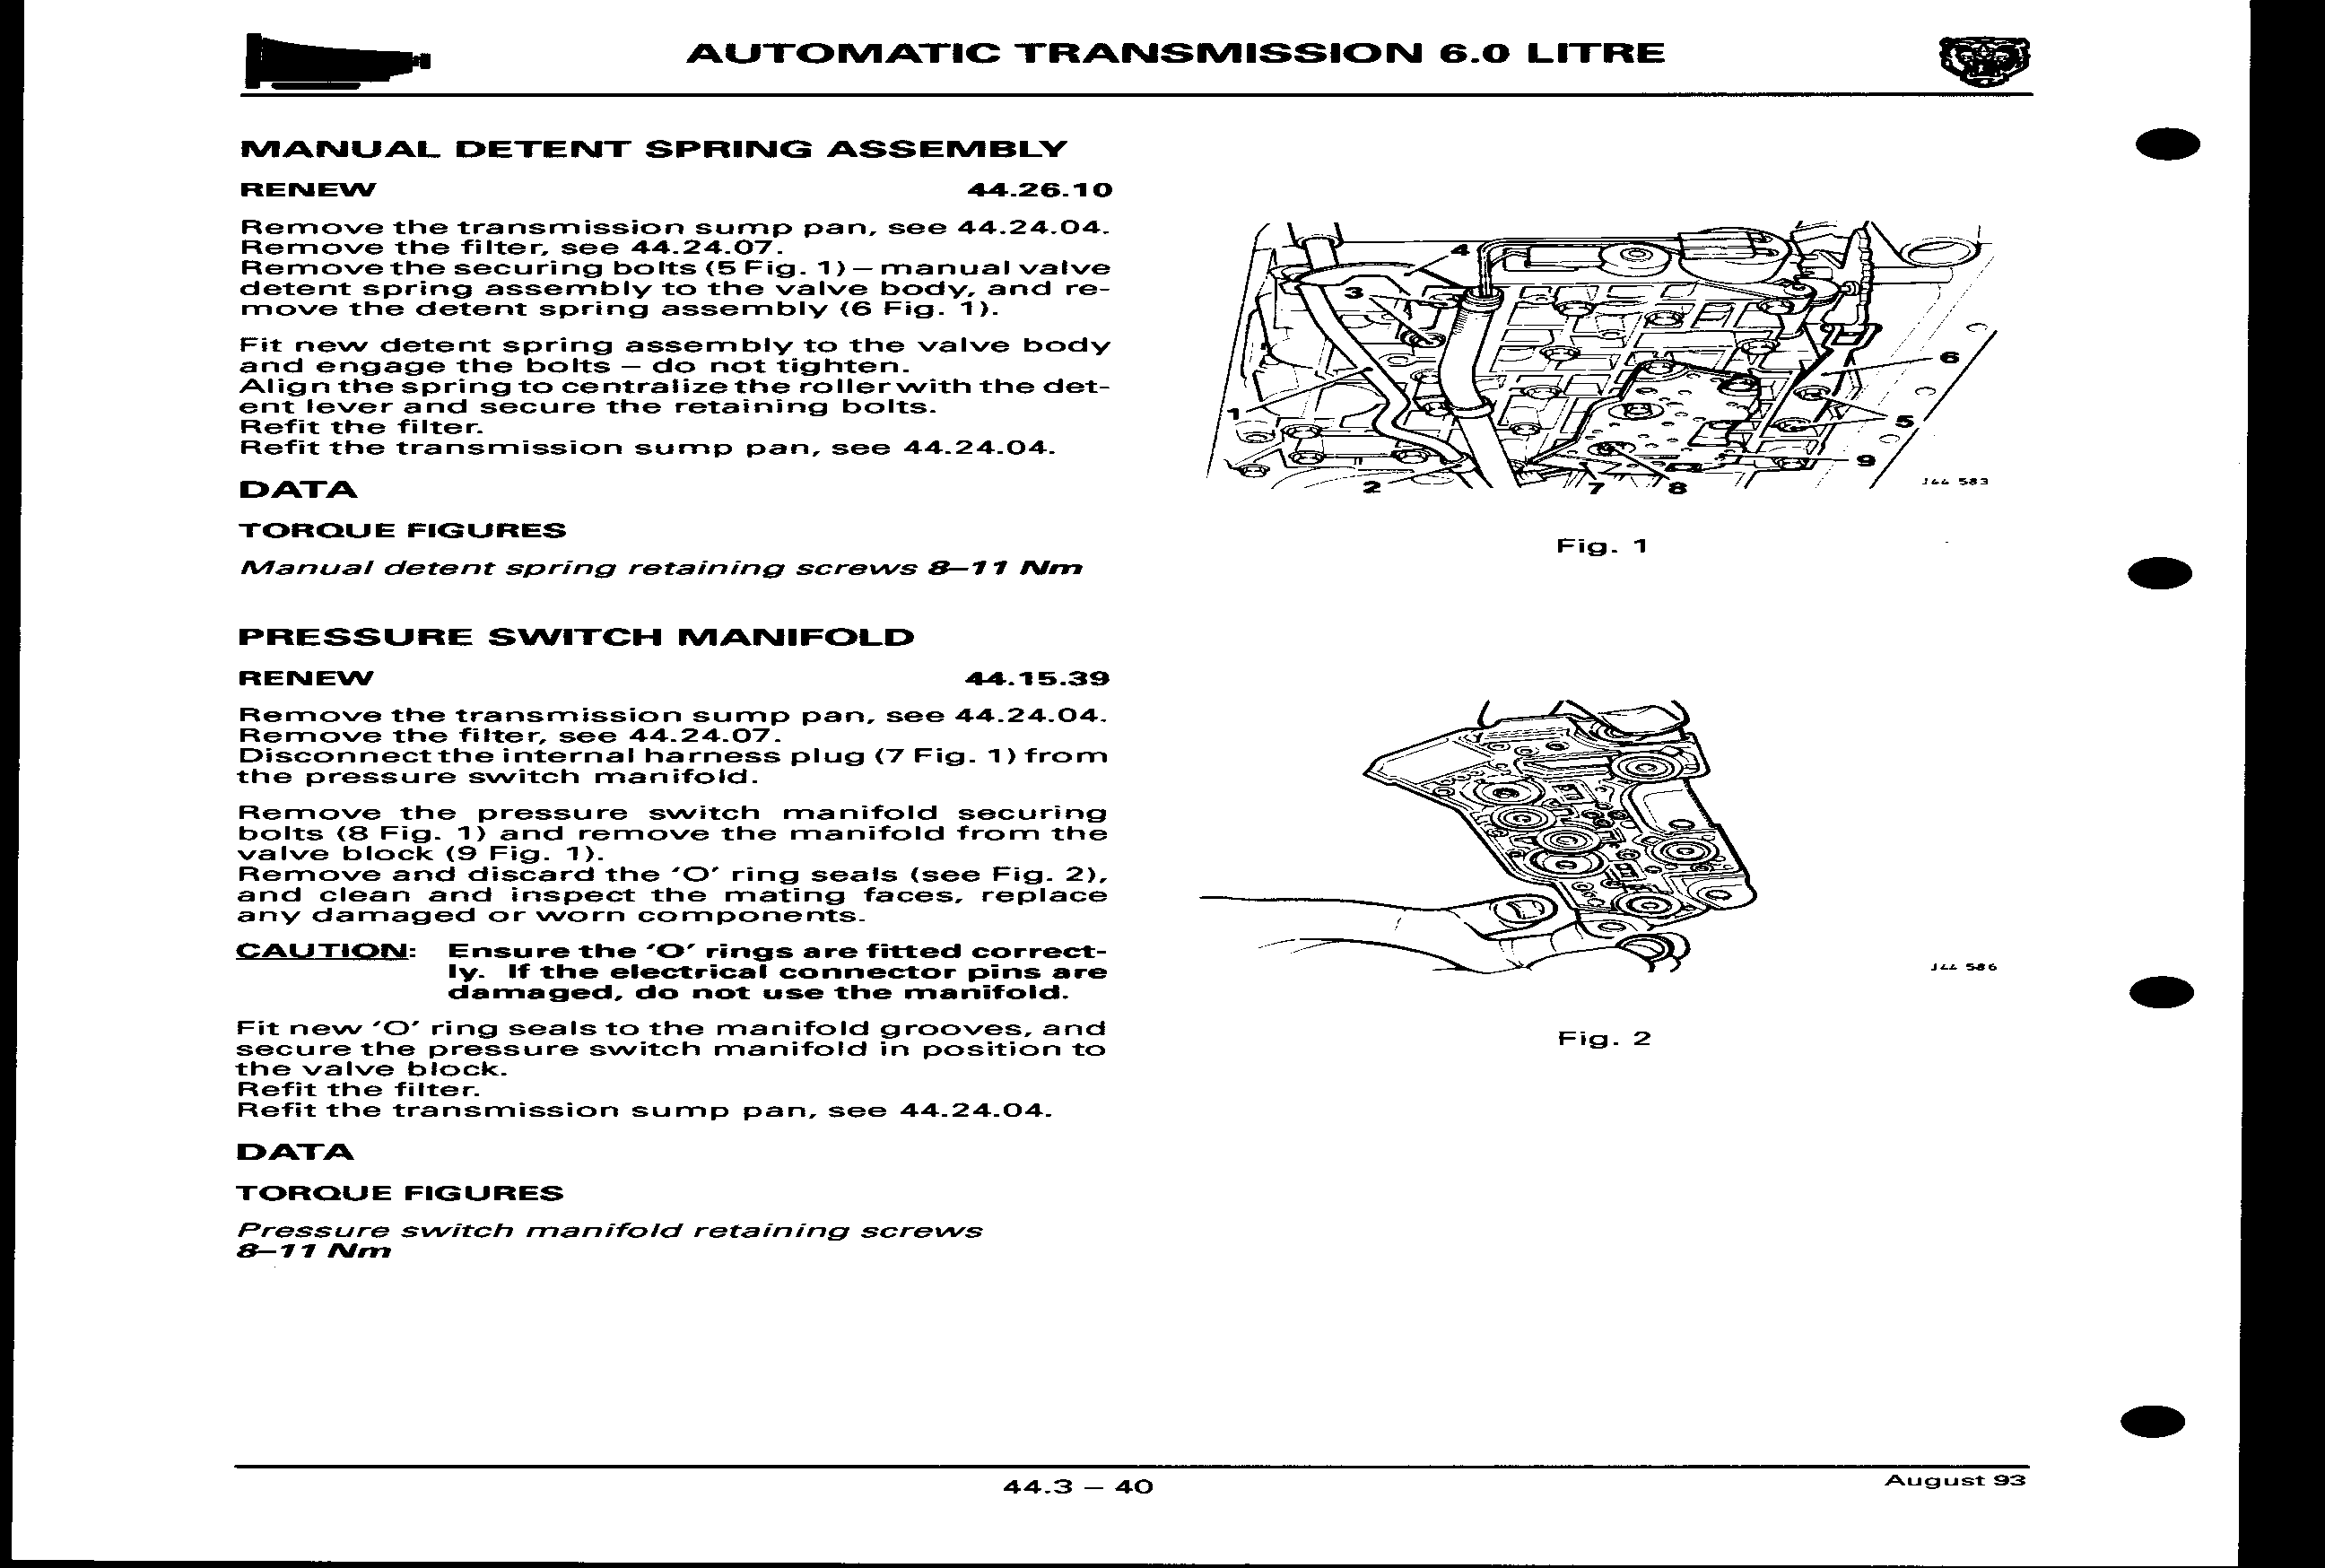 AUTOMATIC TRANSMISSION 6.0 LITRE
MANUAL DETENT SPRING ASSEMBLY
RENEW 44.26.10
Remove the transmission sump pan, see 44.24.04.
Remove the filter, see 44.24.07.
Remove the securing bolts (5 Fig. 1) – manual valve
detent spring assembly to the valve body, and re-
move the detent spring assembly (6 Fig. 1).
Fit new detent spring assembly to the valve body
and engage the bolts – do not tighten.
Align the spring to centralize the roller with the det-
ent lever and secure the retaining bolts.
Refit the filter.
Refit the transmission sump pan, see 44.24.04.
DATA
TORQUE FIGURES
Manual detent spring retaining screws 8–11 Nm
PRESSURE SWITCH MANIFOLD
RENEW 44.15.39
Remove the transmission sump pan, see 44.24.04.
Remove the filter, see 44.24.07.
Disconnect the internal harness plug (7 Fig. 1) from
the pressure switch manifold.
Remove the pressure switch manifold securing
bolts (8 Fig. 1) and remove the manifold from the
valve block (9 Fig. 1).
Remove and discard the ‘O’ ring seals (see Fig. 2),
and clean and inspect the mating faces, replace
any damaged or worn components.
CAUTION: Ensure the ‘O’ rings are fitted correct-
ly. If the electrical connector pins are
damaged, do not use the manifold.
Fit new ‘O’ ring seals to the manifold grooves, and
secure the pressure switch manifold in position to
the valve block.
Refit the filter.
Refit the transmission sump pan, see 44.24.04.
DATA
TORQUE FIGURES
Pressure switch manifold retaining screws
8–11 Nm
4
3
6
1
5
9
2
7
8
J44 583
Fig. 1
J44 586
Fig. 2
44.3 – 40
August 93